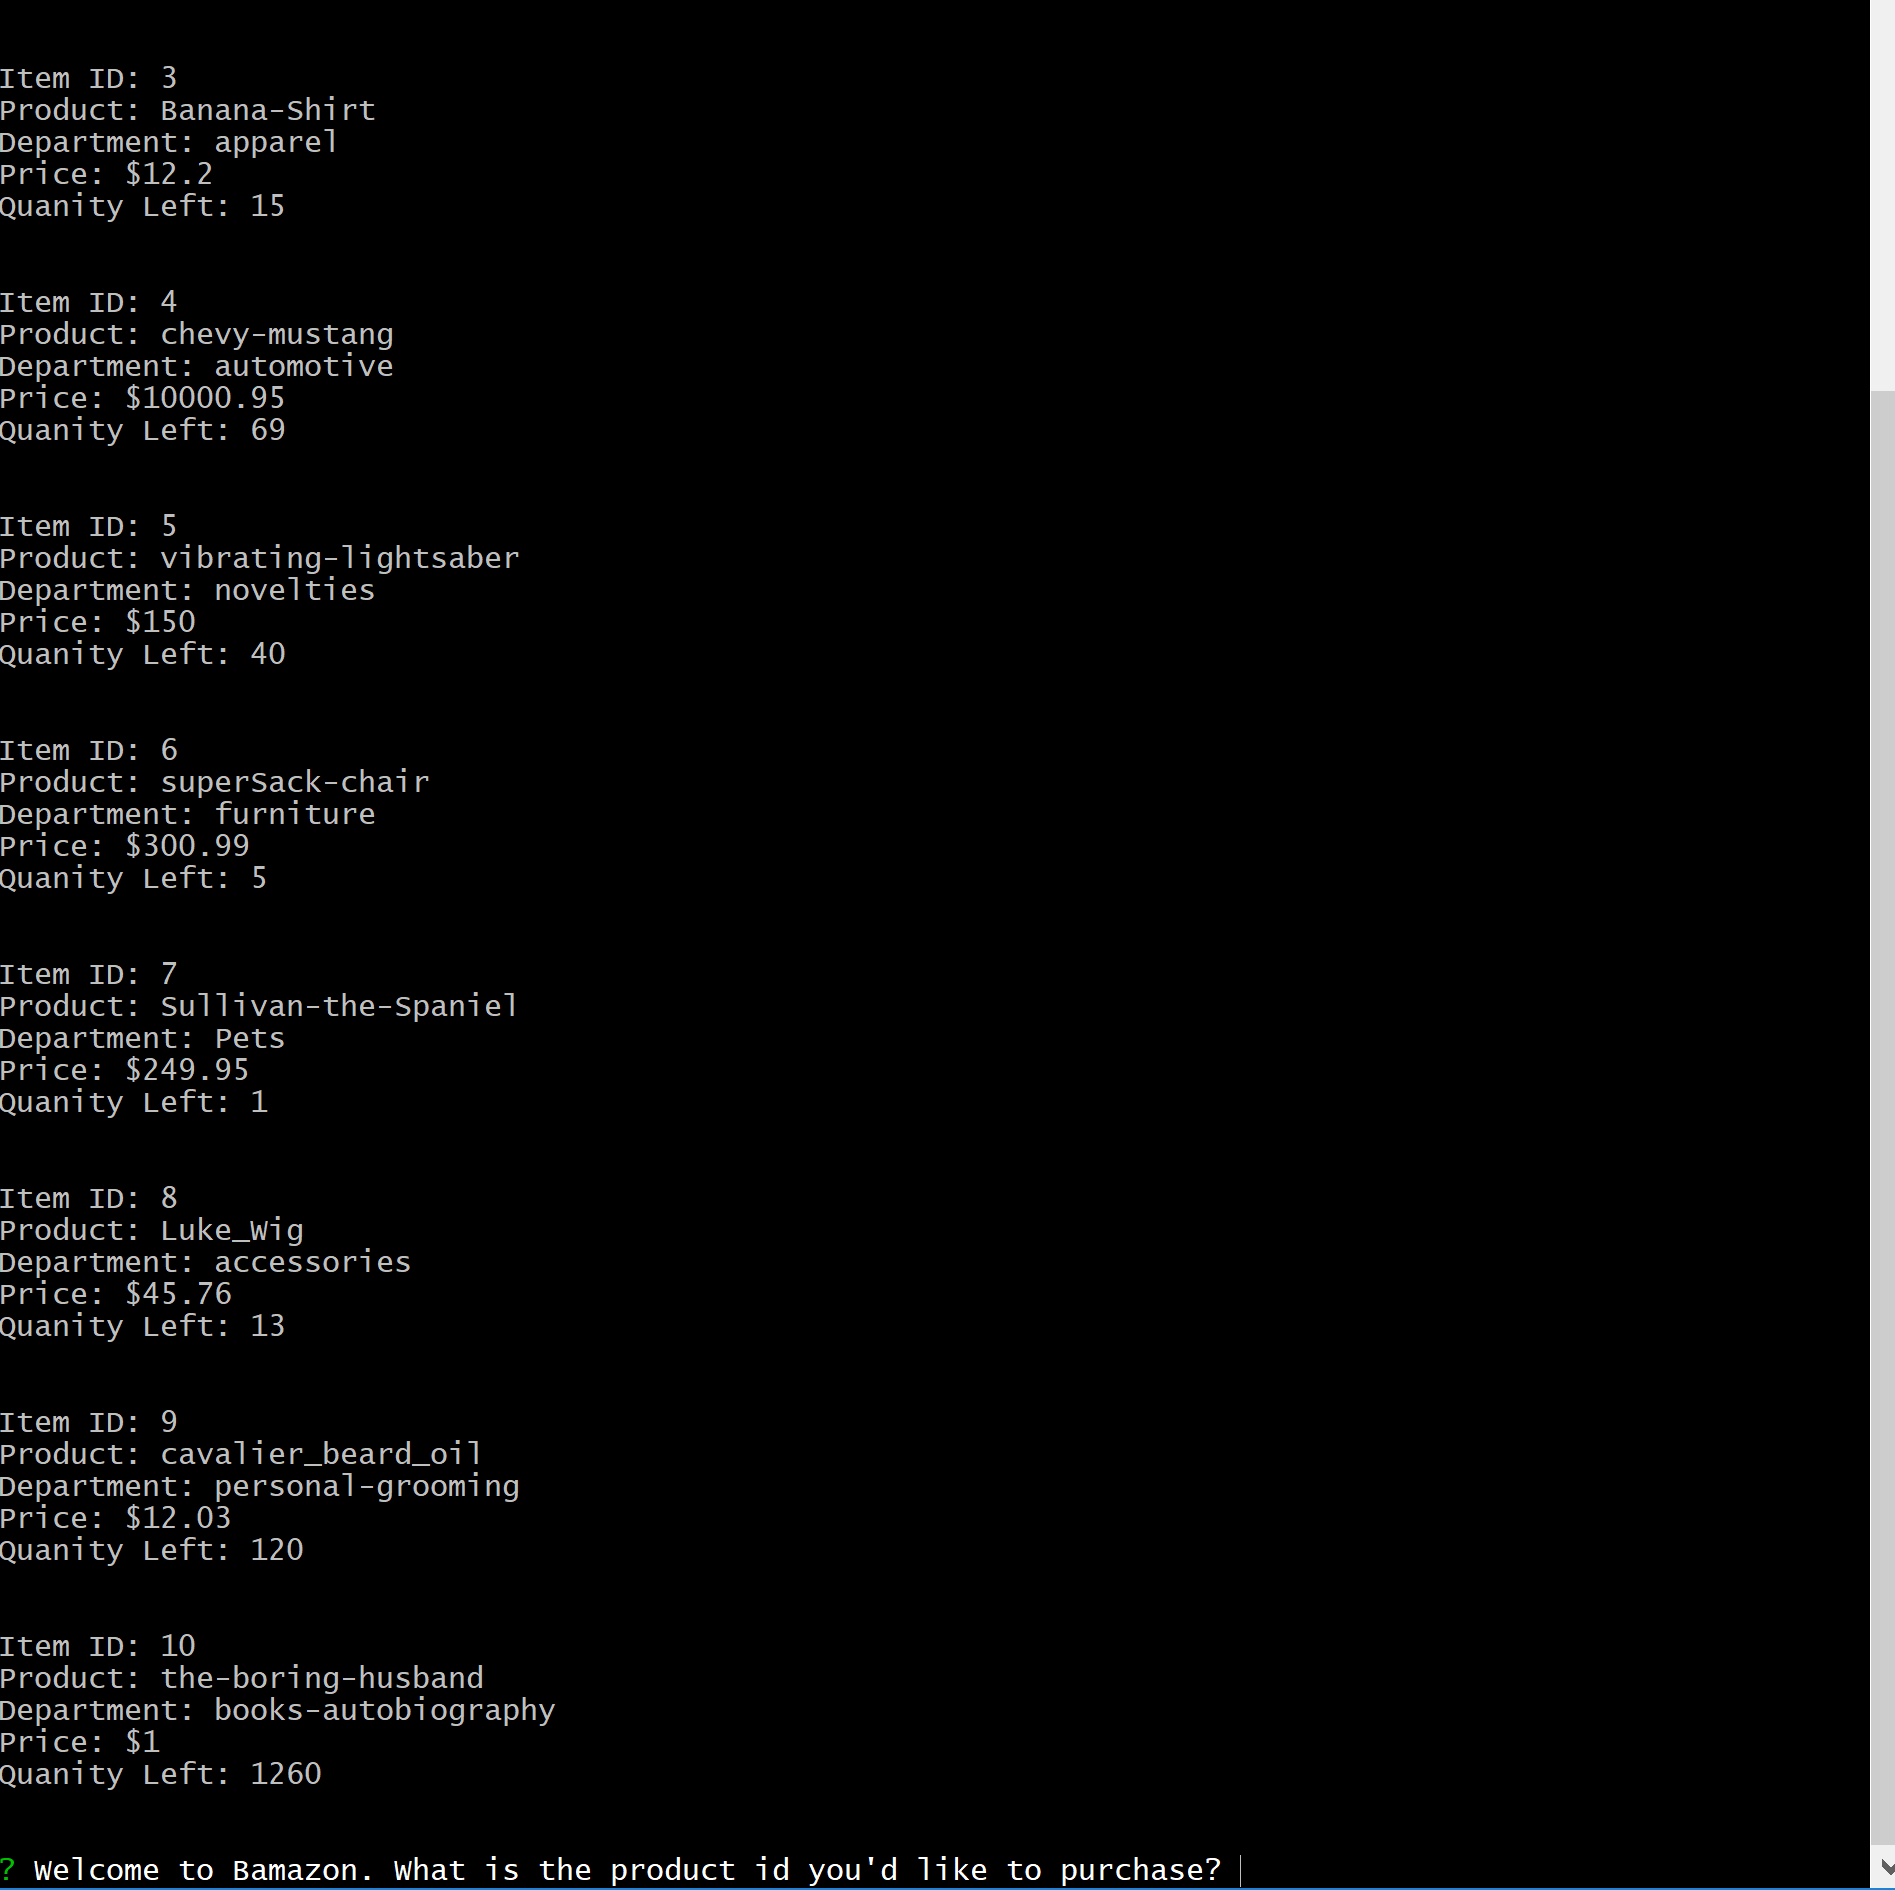 Item ID: 3
Product: Banana-Shirt
Department: apparel
Price: $12.2
Quanity Left: 15
Item ID: 4
Product: chevy-mustang
Department: automotive
Price: $10000.95
Quanity Left: 69
Item ID: 5
Product: vibrating-lightsaber
Department: novelties
Price: $150
Quanity Left: 40
Item ID: 6
Product: superSack-chair
Department: furniture
Price: $300.99
Quanity Left: 5
Item ID: 7
Product: Sullivan-the-Spaniel
Department: Pets
Price: $249.95
Quanity Left: 1
Item ID: 8
Product: Luke_Wig
Department: accessories
Price: $45.76
Quanity Left: 13
Item ID: 9
Product: cavalier_beard_oil
Department: personal-grooming
Price: $12.03
Quanity Left: 120
Item ID: 10
Product: the-boring-husband
Department: books-autobiography
Price: $1
Quanity Left: 1260
? Welcome to Bamazon. What is the product id you'd like to purchase?